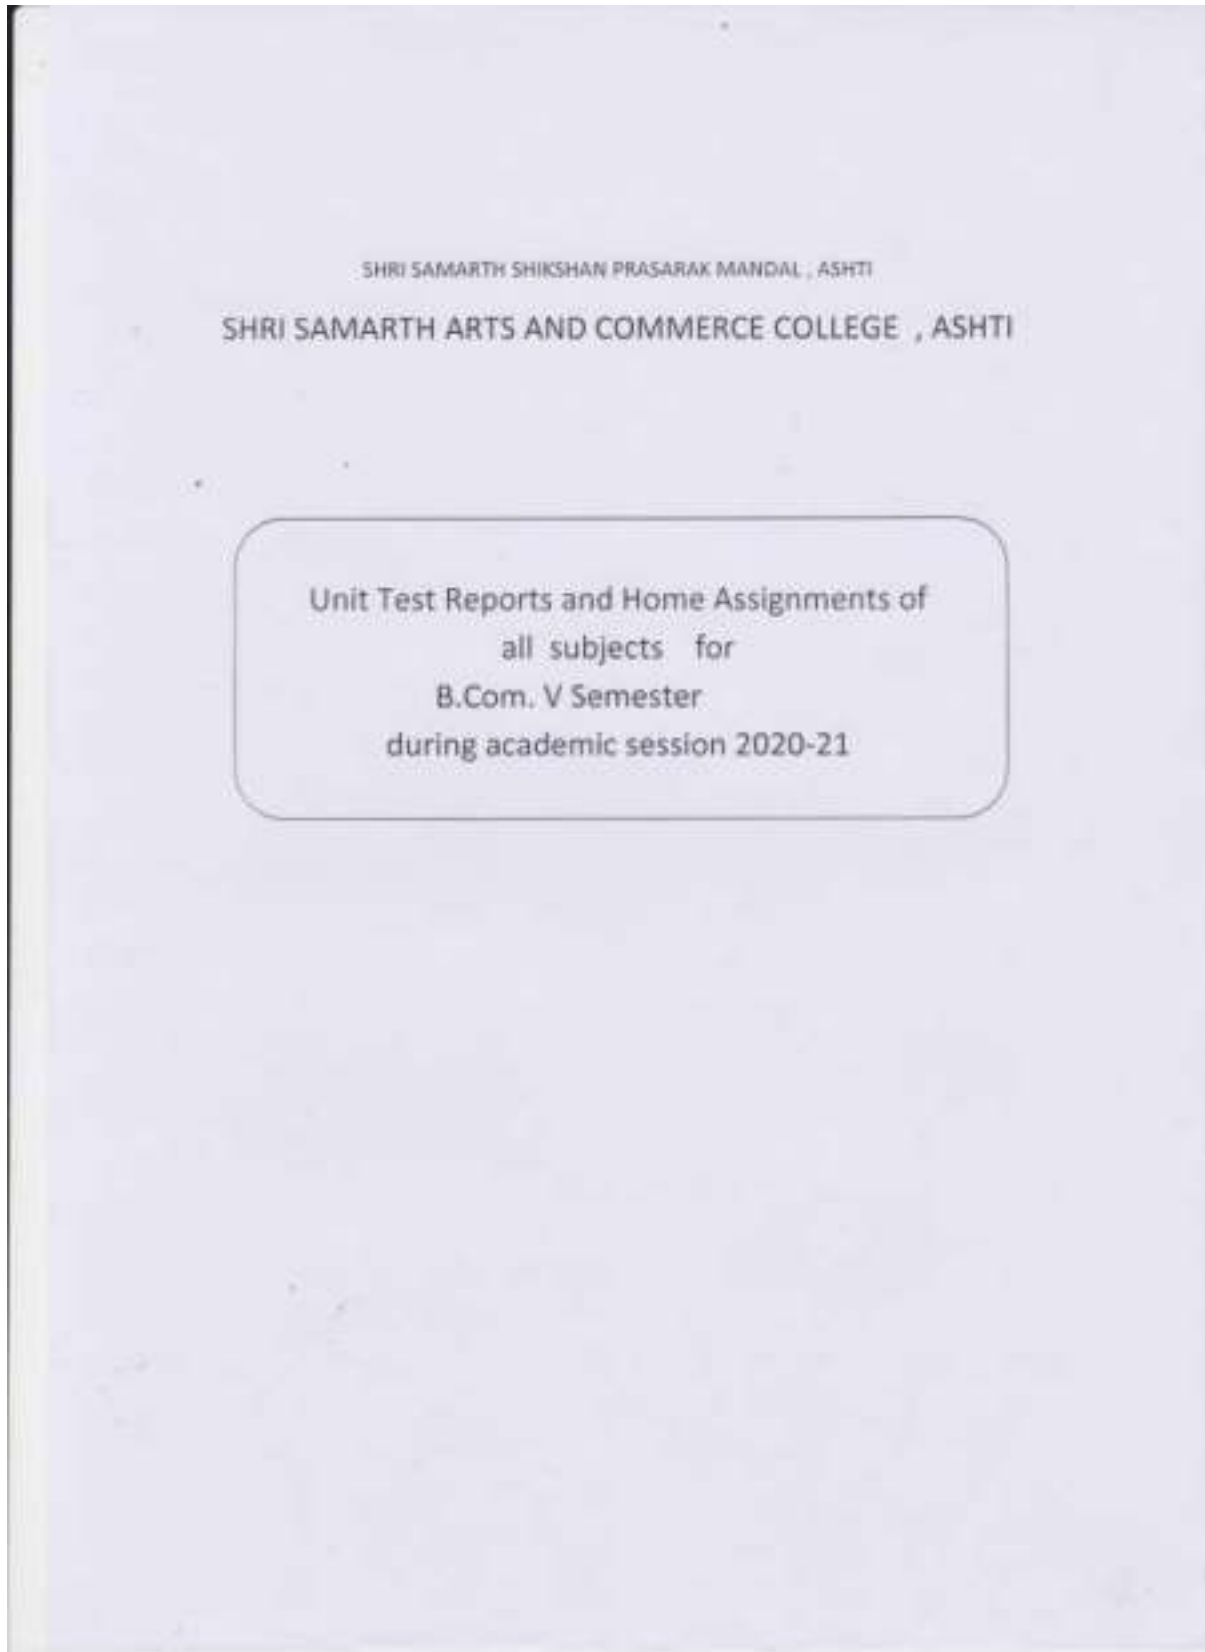 SHRI SAMARTH SHIKSHAN PRASARAK MANDAL , ASHTI
SHRI SAMARTH ARTS AND COMMERCE COLLEGE , ASHTI
Unit Test Reports and Home Assignments of
all subjects for
B.Com. V Semester
during academic session 2020-21